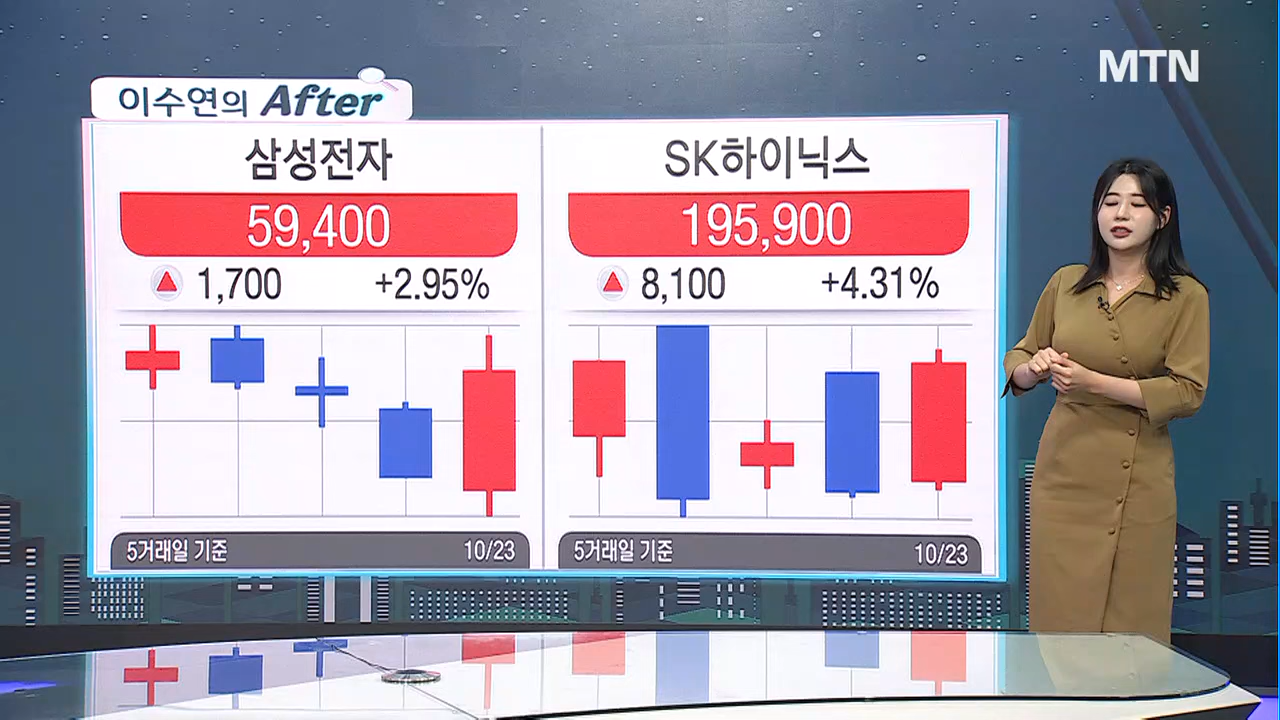 MTN
이수연의 After
삼성전자
59,400
▲ 1,700 +2.95%
5거래일 기준 10/23
SK하이닉스
195,900
▲ 8,100 +4.31%
5거래일 기준 10/23